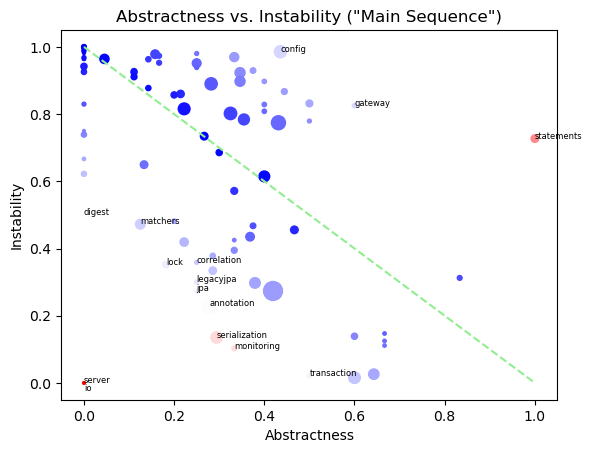 Abstractness vs. Instability ("Main Sequence")
1.0
0.8
0.6
0.4
0.2
0.0
Instability
config
gateway
statements
digest
matchers
lock
correlation
legacyjpa
jpa
annotation
serialization
monitoring
transaction
server
io
0.0
0.2
0.4
0.6
0.8
1.0
Abstractness